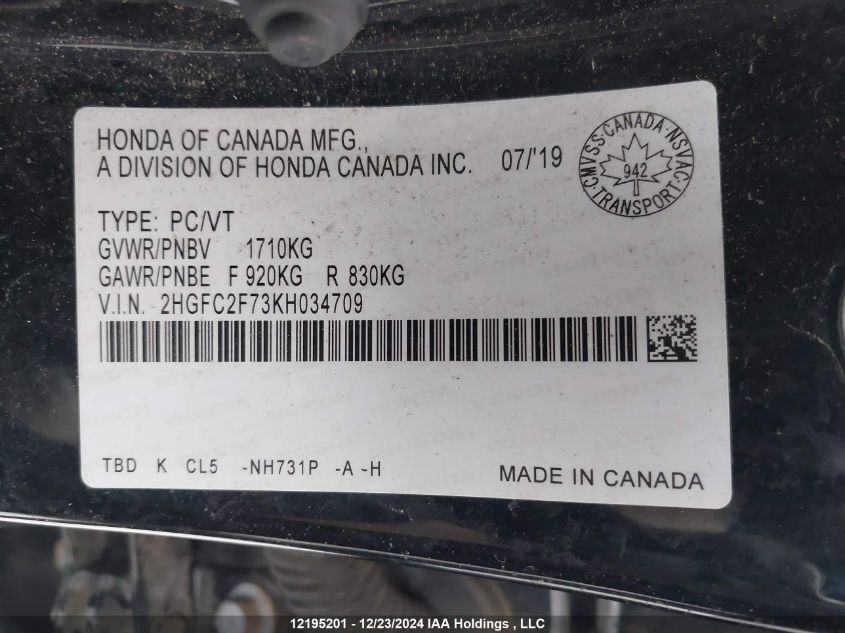 HONDA OF CANADA MFG.,
A DIVISION OF HONDA CANADA INC. 07/'19
CMVSS·CANADA·NSVAC·TRANSPORT
942
TYPE: PC/VT
GVWR/PNBV 1710KG
GAWR/PNBE F 920KG R 830KG
V.I.N. 2HGFC2F73KH034709
TBD K CL5 -NH731P -A -H
MADE IN CANADA
12195201 - 12/23/2024 IAA Holdings , LLC